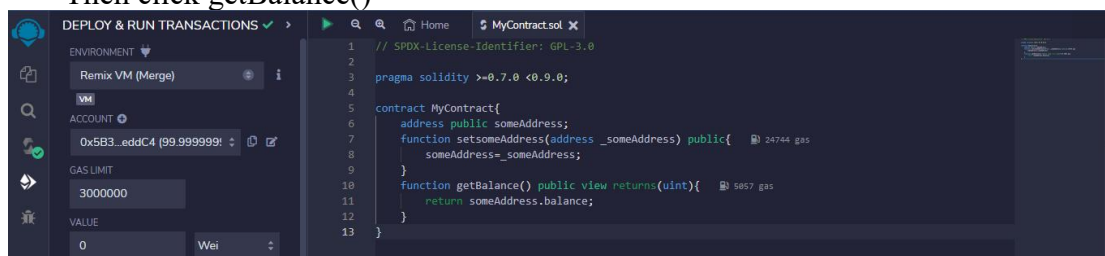 Then click getBalance()
DEPLOY & RUN TRANSACTIONS
Home
MyContract.sol
ENVIRONMENT
Remix VM (Merge)
VM
ACCOUNT
0x5B3...eddC4 (99.9999999
GAS LIMIT
3000000
VALUE
0
Wei
1 // SPDX-License-Identifier: GPL-3.0
2
3 pragma solidity >=0.7.0 <0.9.0;
4
5 contract MyContract{
6 address public someAddress;
7 function setsomeAddress(address _someAddress) public{ 24744 gas
8 someAddress=_someAddress;
9 }
10 function getBalance() public view returns(uint){ 5057 gas
11 return someAddress.balance;
12 }
13 }